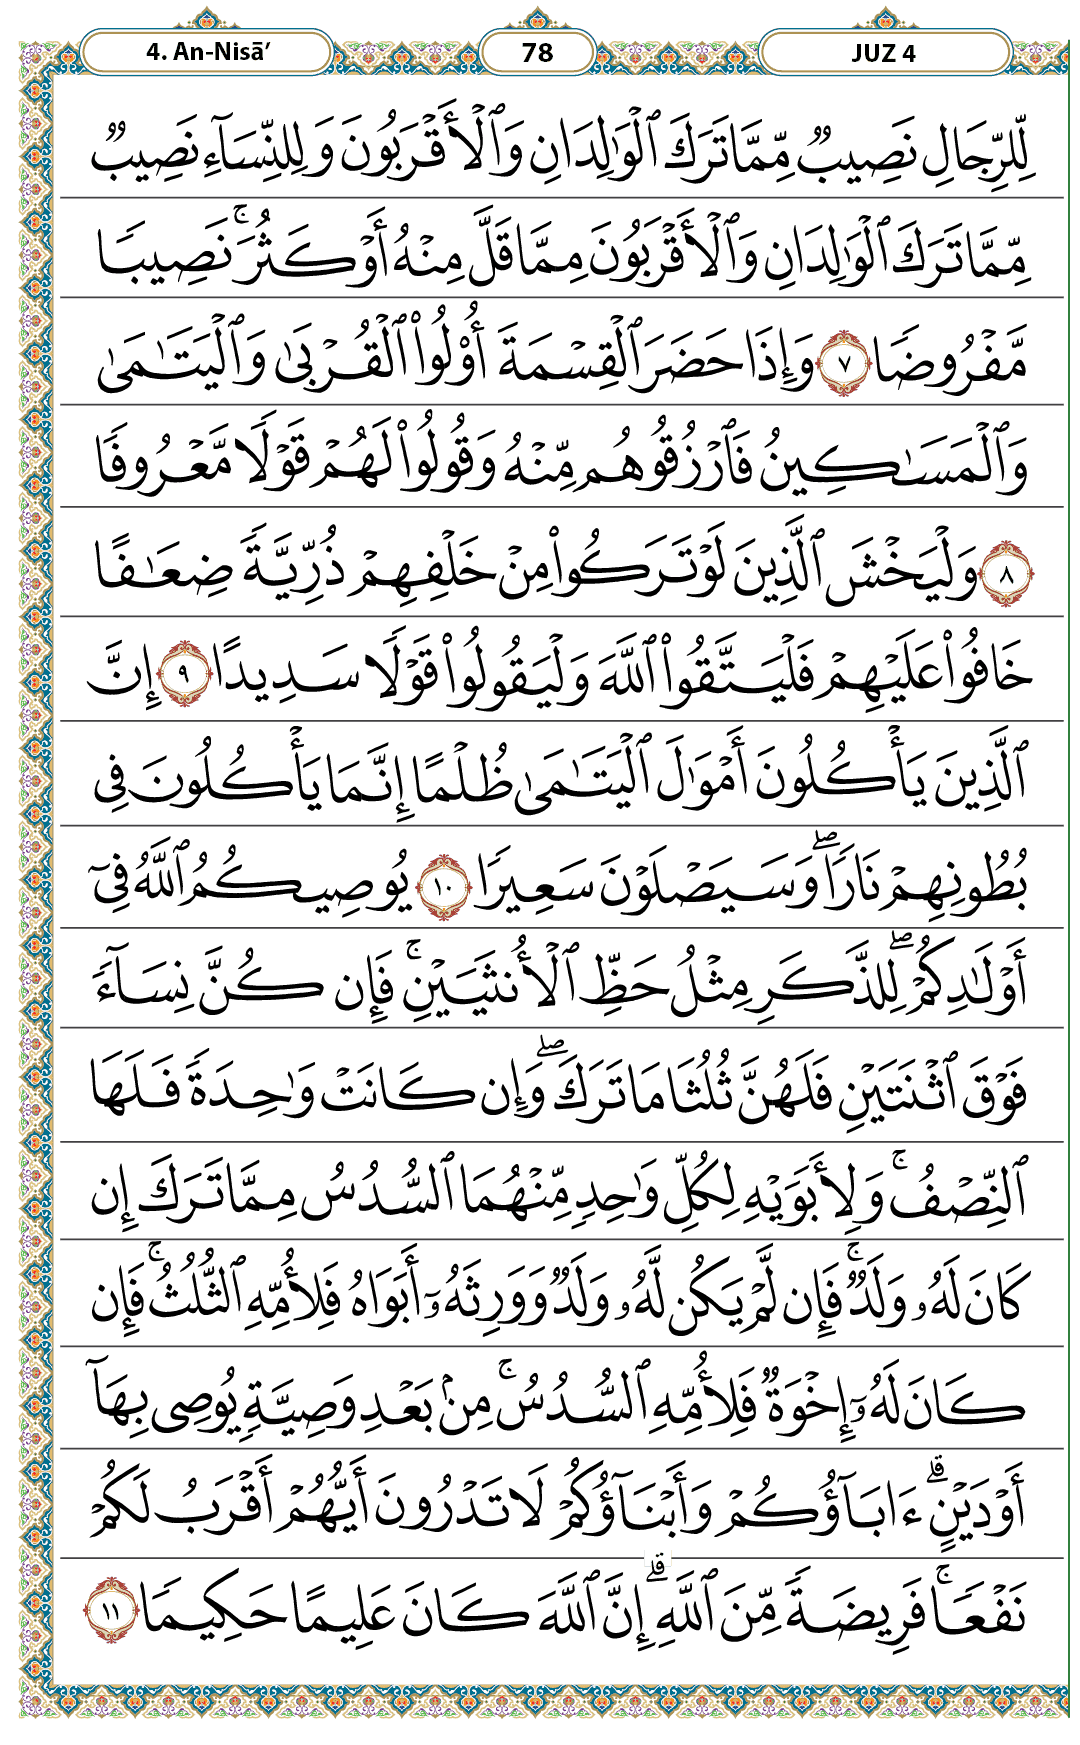 4. An-Nisā’
78
JUZ 4
لِّلرِّجَالِ نَصِيبٌ مِّمَّا تَرَكَ ٱلْوَٰلِدَانِ وَٱلْأَقْرَبُونَ وَلِلنِّسَآءِ نَصِيبٌ
مِّمَّا تَرَكَ ٱلْوَٰلِدَانِ وَٱلْأَقْرَبُونَ مِمَّا قَلَّ مِنْهُ أَوْ كَثُرَ ۚ نَصِيبًا
مَّفْرُوضًا ٧ وَإِذَا حَضَرَ ٱلْقِسْمَةَ أُو۟لُوا۟ ٱلْقُرْبَىٰ وَٱلْيَتَـٰمَىٰ
وَٱلْمَسَـٰكِينُ فَٱرْزُقُوهُم مِّنْهُ وَقُولُوا۟ لَهُمْ قَوْلًا مَّعْرُوفًا
٨ وَلْيَخْشَ ٱلَّذِينَ لَوْ تَرَكُوا۟ مِنْ خَلْفِهِمْ ذُرِّيَّةً ضِعَـٰفًا
خَافُوا۟ عَلَيْهِمْ فَلْيَتَّقُوا۟ ٱللَّهَ وَلْيَقُولُوا۟ قَوْلًا سَدِيدًا ٩ إِنَّ
ٱلَّذِينَ يَأْكُلُونَ أَمْوَٰلَ ٱلْيَتَـٰمَىٰ ظُلْمًا إِنَّمَا يَأْكُلُونَ فِى
بُطُونِهِمْ نَارًا ۖ وَسَيَصْلَوْنَ سَعِيرًا ١٠ يُوصِيكُمُ ٱللَّهُ فِىٓ
أَوْلَـٰدِكُمْ ۖ لِلذَّكَرِ مِثْلُ حَظِّ ٱلْأُنثَيَيْنِ ۚ فَإِن كُنَّ نِسَآءً
فَوْقَ ٱثْنَتَيْنِ فَلَهُنَّ ثُلُثَا مَا تَرَكَ ۖ وَإِن كَانَتْ وَٰحِدَةً فَلَهَا
ٱلنِّصْفُ ۚ وَلِأَبَوَيْهِ لِكُلِّ وَٰحِدٍ مِّنْهُمَا ٱلسُّدُسُ مِمَّا تَرَكَ إِن
كَانَ لَهُۥ وَلَدٌ ۚ فَإِن لَّمْ يَكُن لَّهُۥ وَلَدٌ وَوَرِثَهُۥٓ أَبَوَاهُ فَلِأُمِّهِ ٱلثُّلُثُ ۚ فَإِن
كَانَ لَهُۥٓ إِخْوَةٌ فَلِأُمِّهِ ٱلسُّدُسُ ۚ مِنۢ بَعْدِ وَصِيَّةٍ يُوصِى بِهَآ
أَوْ دَيْنٍ ۗ ءَابَآؤُكُمْ وَأَبْنَآؤُكُمْ لَا تَدْرُونَ أَيُّهُمْ أَقْرَبُ لَكُمْ
نَفْعًا ۚ فَرِيضَةً مِّنَ ٱللَّهِ ۗ إِنَّ ٱللَّهَ كَانَ عَلِيمًا حَكِيمًا ١١